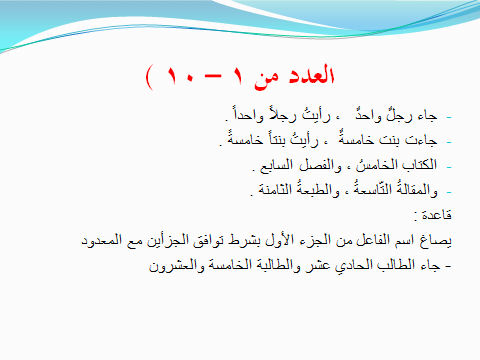 العدد من ١ – ١٠ )
- جاء رجلٌ واحدٌ ، رأيتُ رجلاً واحداً .
- جاءت بنت خامسةٌ ، رأيتُ بنتاً خامسةً .
- الكتاب الخامسُ ، والفصل السابع .
- والمقالةُ التّاسعةُ ، والطبعةُ الثامنة .
قاعدة :
يصاغ اسم الفاعل من الجزء الأول بشرط توافق الجزأين مع المعدود
- جاء الطالب الحادي عشر والطالبة الخامسة والعشرون